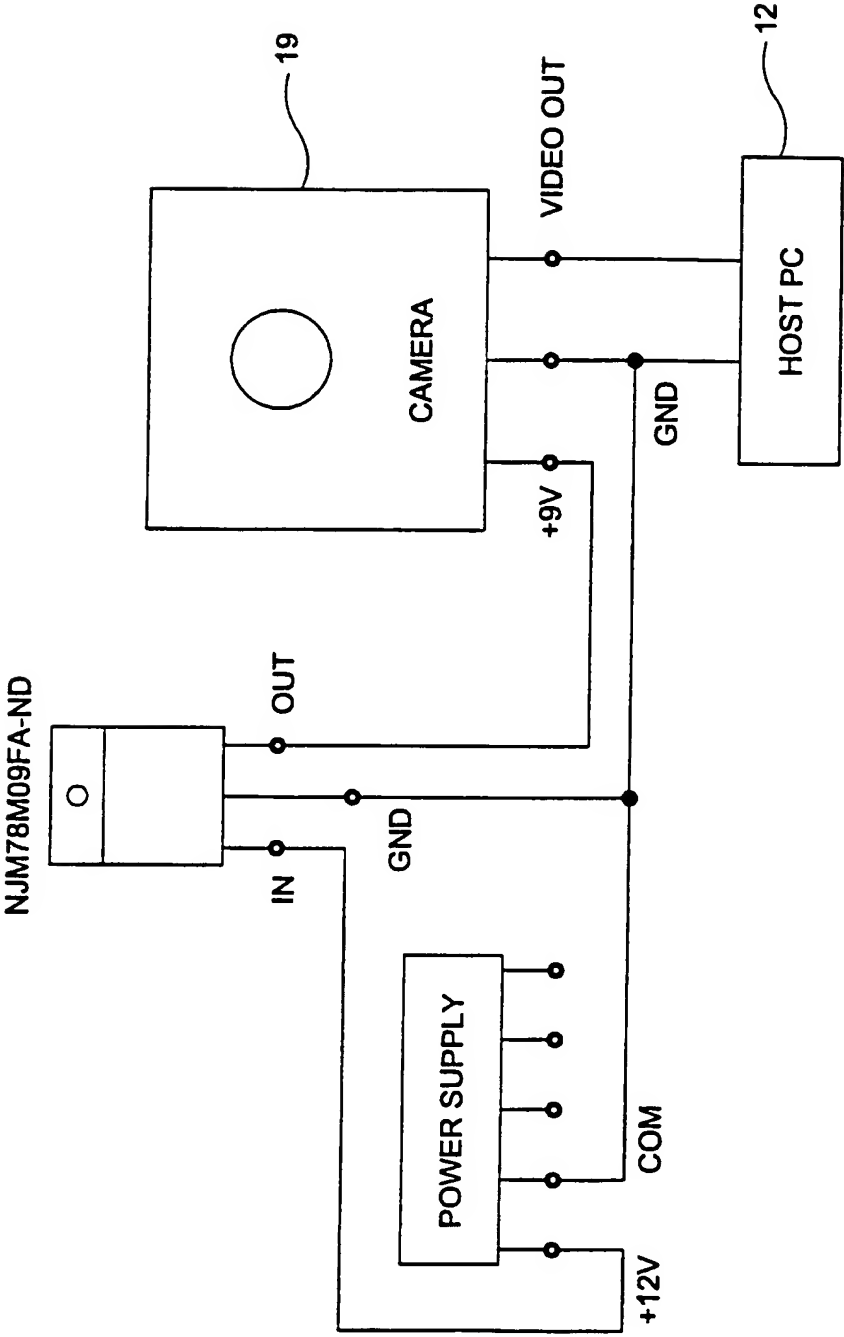 NJM78M09FA-ND
19
CAMERA
IN
GND
OUT
+9V
VIDEO OUT
POWER SUPPLY
+12V
COM
GND
HOST PC
12